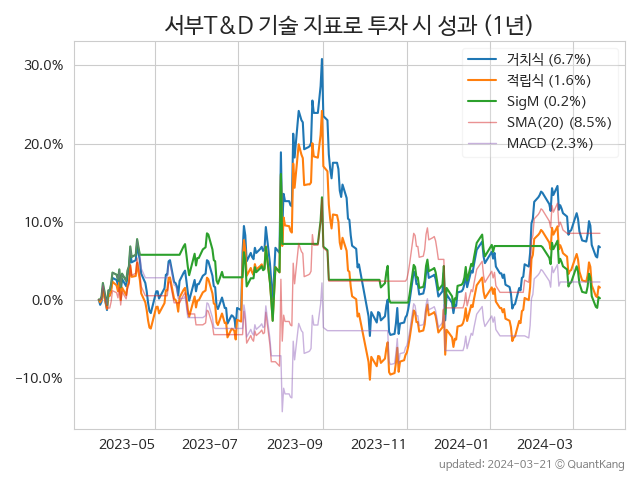 서부T&D 기술 지표로 투자 시 성과 (1년)
거치식 (6.7%)
적립식 (1.6%)
SigM (0.2%)
SMA(20) (8.5%)
MACD (2.3%)
30.0%
20.0%
10.0%
0.0%
−10.0%
2023-05 2023-07 2023-09 2023-11 2024-01 2024-03
updated: 2024-03-21 © QuantKang